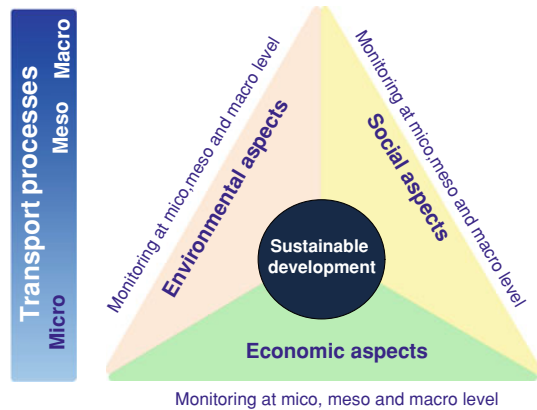 Transport processes
Macro
Meso
Micro
Monitoring at mico,meso and macro level
Environmental aspects
Social aspects
Monitoring at mico,meso and macro level
Sustainable
development
Economic aspects
Monitoring at mico, meso and macro level